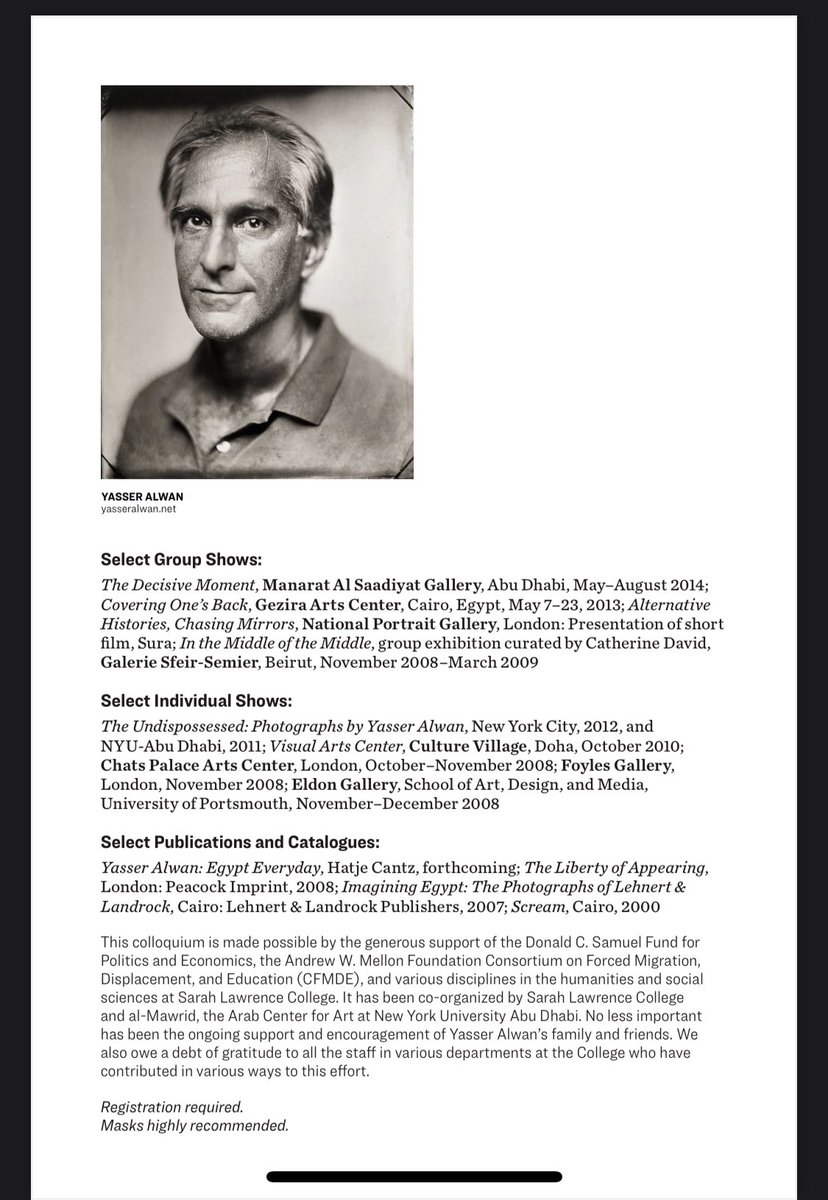 YASSER ALWAN
yasseralwan.net
Select Group Shows:
The Decisive Moment, Manarat Al Saadiyat Gallery, Abu Dhabi, May–August 2014;
Covering One's Back, Gezira Arts Center, Cairo, Egypt, May 7–23, 2013; Alternative
Histories, Chasing Mirrors, National Portrait Gallery, London: Presentation of short
film, Sura; In the Middle of the Middle, group exhibition curated by Catherine David,
Galerie Sfeir-Semier, Beirut, November 2008–March 2009
Select Individual Shows:
The Undispossessed: Photographs by Yasser Alwan, New York City, 2012, and
NYU-Abu Dhabi, 2011; Visual Arts Center, Culture Village, Doha, October 2010;
Chats Palace Arts Center, London, October–November 2008; Foyles Gallery,
London, November 2008; Eldon Gallery, School of Art, Design, and Media,
University of Portsmouth, November–December 2008
Select Publications and Catalogues:
Yasser Alwan: Egypt Everyday, Hatje Cantz, forthcoming; The Liberty of Appearing,
London: Peacock Imprint, 2008; Imagining Egypt: The Photographs of Lehnert &
Landrock, Cairo: Lehnert & Landrock Publishers, 2007; Scream, Cairo, 2000
This colloquium is made possible by the generous support of the Donald C. Samuel Fund for
Politics and Economics, the Andrew W. Mellon Foundation Consortium on Forced Migration,
Displacement, and Education (CFMDE), and various disciplines in the humanities and social
sciences at Sarah Lawrence College. It has been co-organized by Sarah Lawrence College
and al-Mawrid, the Arab Center for Art at New York University Abu Dhabi. No less important
has been the ongoing support and encouragement of Yasser Alwan's family and friends. We
also owe a debt of gratitude to all the staff in various departments at the College who have
contributed in various ways to this effort.
Registration required.
Masks highly recommended.